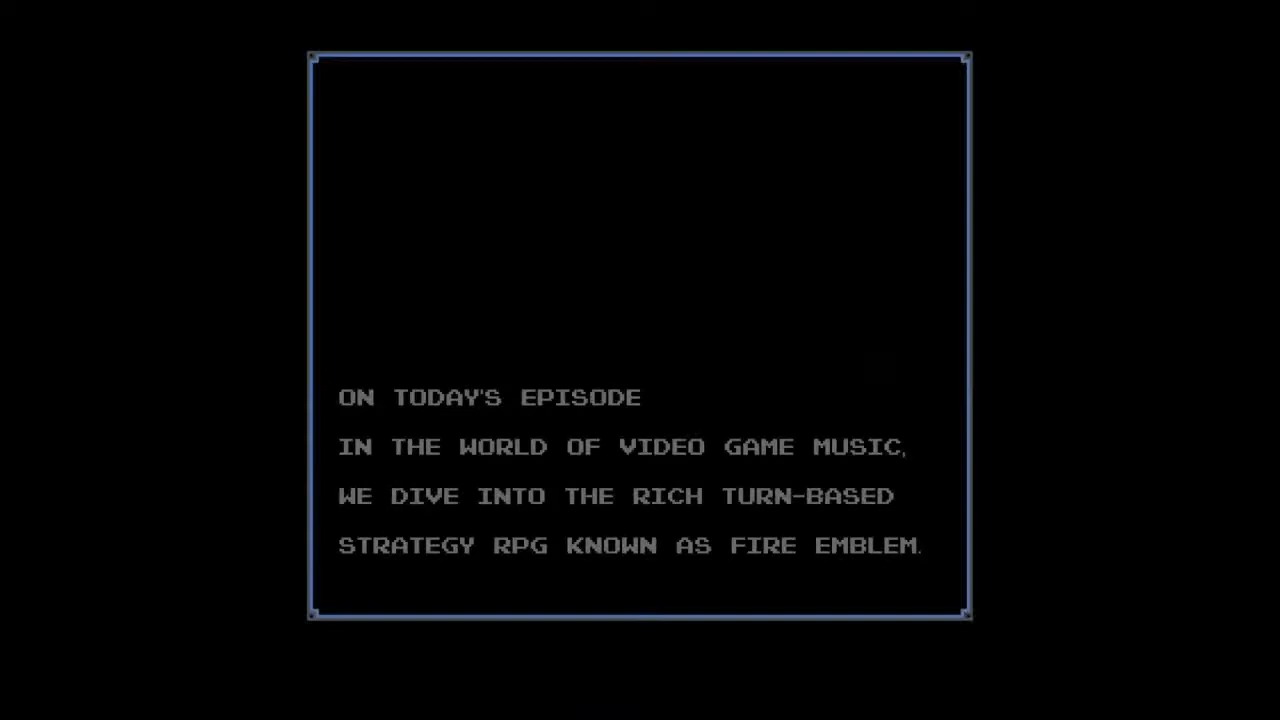 ON TODAY'S EPISODE
IN THE WORLD OF VIDEO GAME MUSIC,
WE DIVE INTO THE RICH TURN-BASED
STRATEGY RPG KNOWN AS FIRE EMBLEM.